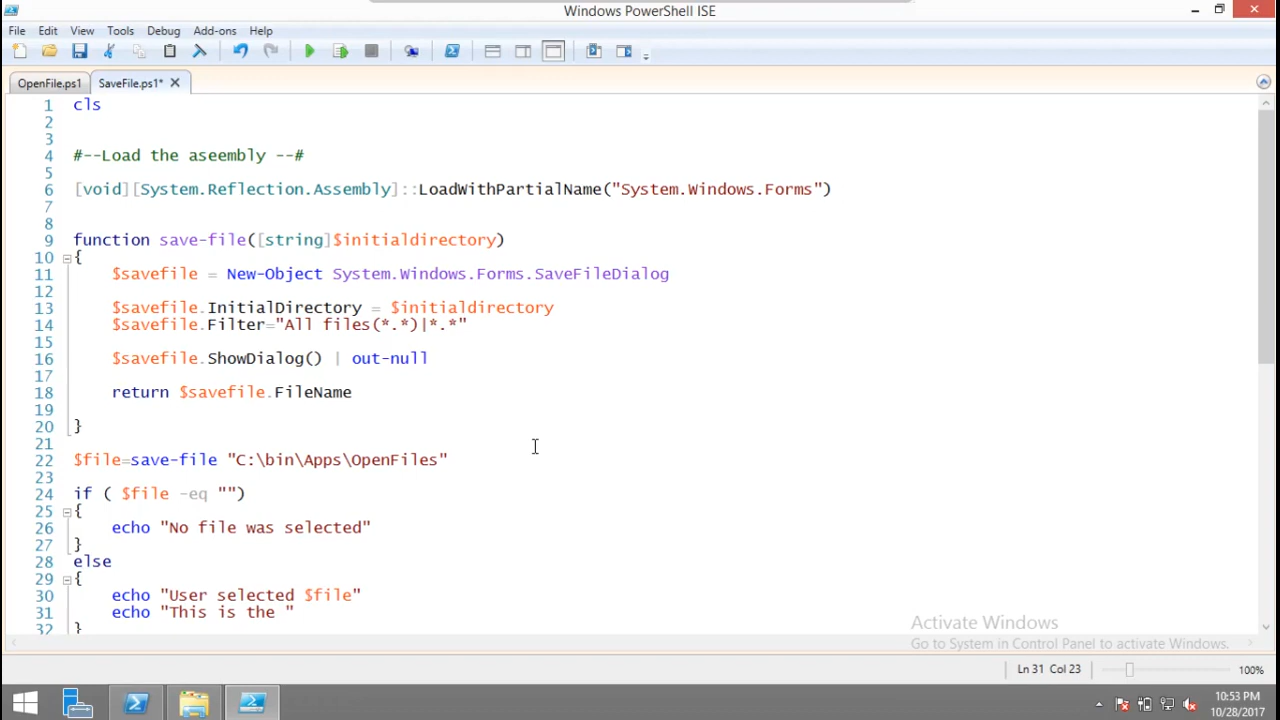 Windows PowerShell ISE
File Edit View Tools Debug Add-ons Help
OpenFile.ps1 SaveFile.ps1* X
1 cls
2
3
4 #--Load the aseembly --#
5
6 [void][System.Reflection.Assembly]::LoadWithPartialName("System.Windows.Forms")
7
8
9 function save-file([string]$initialdirectory)
10 {
11 $savefile = New-Object System.Windows.Forms.SaveFileDialog
12
13 $savefile.InitialDirectory = $initialdirectory
14 $savefile.Filter="All files(*.*)|*.*"
15
16 $savefile.ShowDialog() | out-null
17
18 return $savefile.FileName
19
20 }
21
22 $file=save-file "C:\bin\Apps\OpenFiles"
23
24 if ( $file -eq "")
25 {
26 echo "No file was selected"
27 }
28 else
29 {
30 echo "User selected $file"
31 echo "This is the "
32 }
Activate Windows
Go to System in Control Panel to activate Windows.
Ln 31 Col 23 100%
10:53 PM
10/28/2017